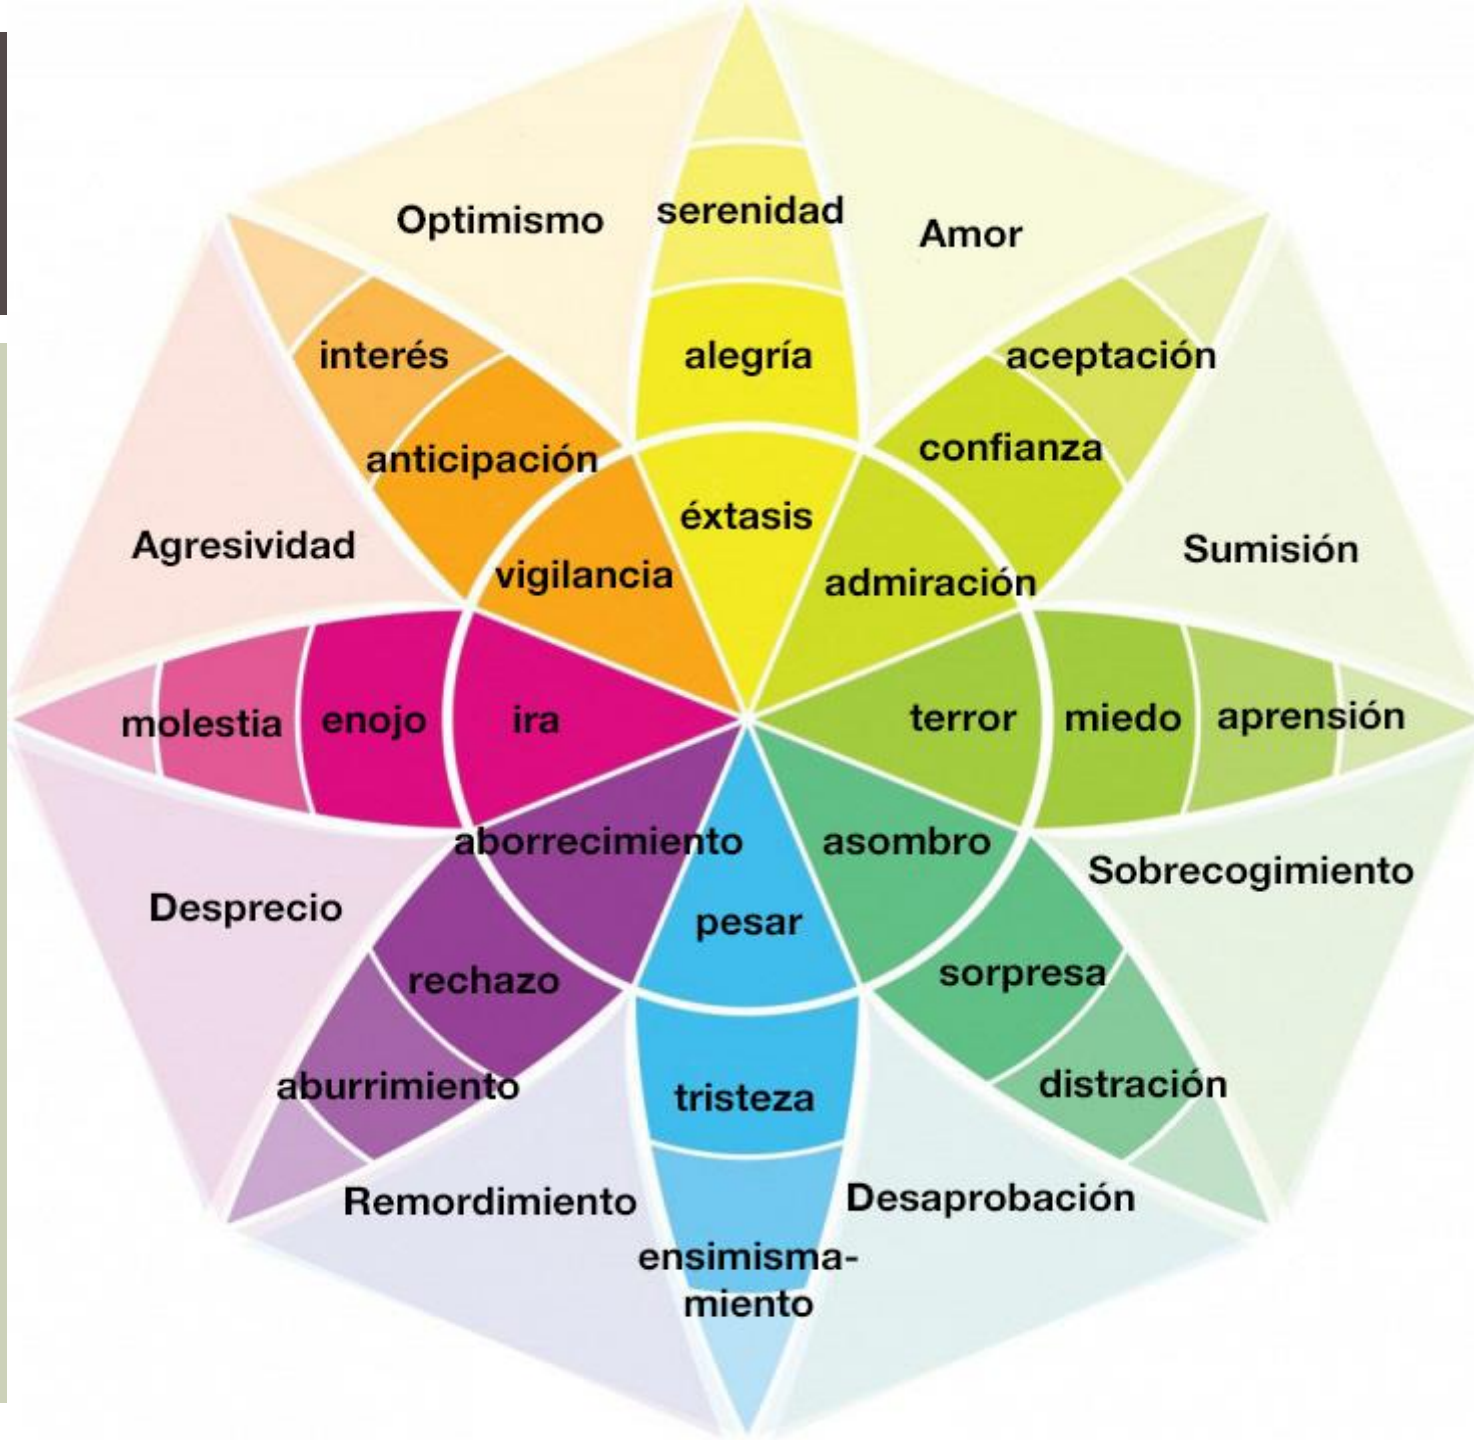 serenidad
Optimismo
Amor
interés
alegría
aceptación
confianza
anticipación
éxtasis
Agresividad
Sumisión
vigilancia
admiración
molestia
enojo
ira
terror
miedo
aprensión
aborrecimiento
asombro
Sobrecogimiento
Desprecio
pesar
sorpresa
rechazo
distración
aburrimiento
tristeza
Desaprobación
Remordimiento
ensimisma-
miento